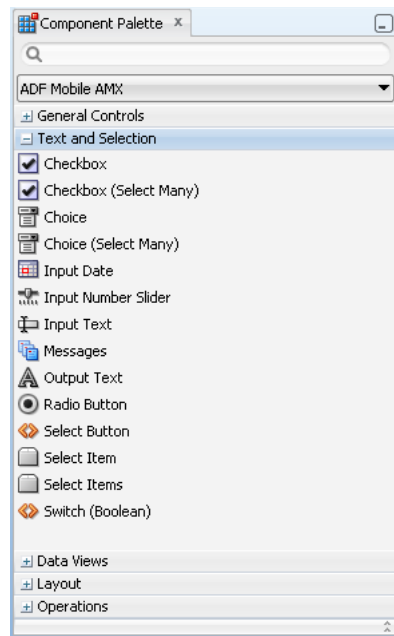 Component Palette
ADF Mobile AMX
General Controls
Text and Selection
Checkbox
Checkbox (Select Many)
Choice
Choice (Select Many)
Input Date
Input Number Slider
Input Text
Messages
Output Text
Radio Button
Select Button
Select Item
Select Items
Switch (Boolean)
Data Views
Layout
Operations